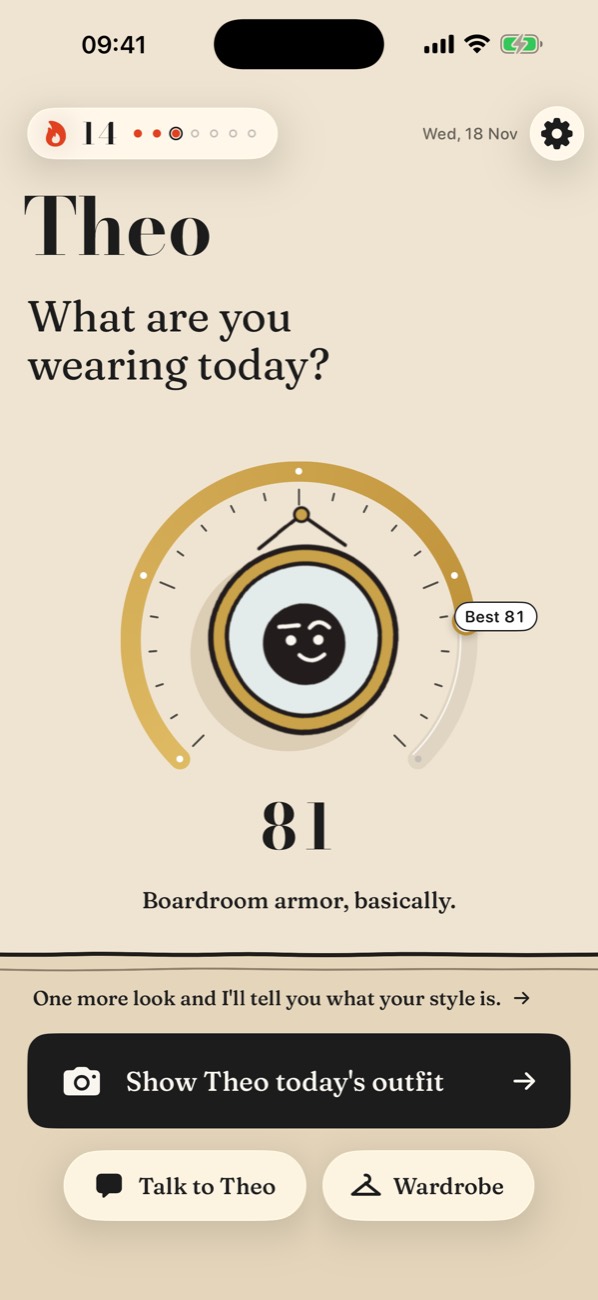 09:41
14
Wed, 18 Nov
Theo
What are you
wearing today?
Best 81
81
Boardroom armor, basically.
One more look and I'll tell you what your style is. →
Show Theo today's outfit →
Talk to Theo
Wardrobe